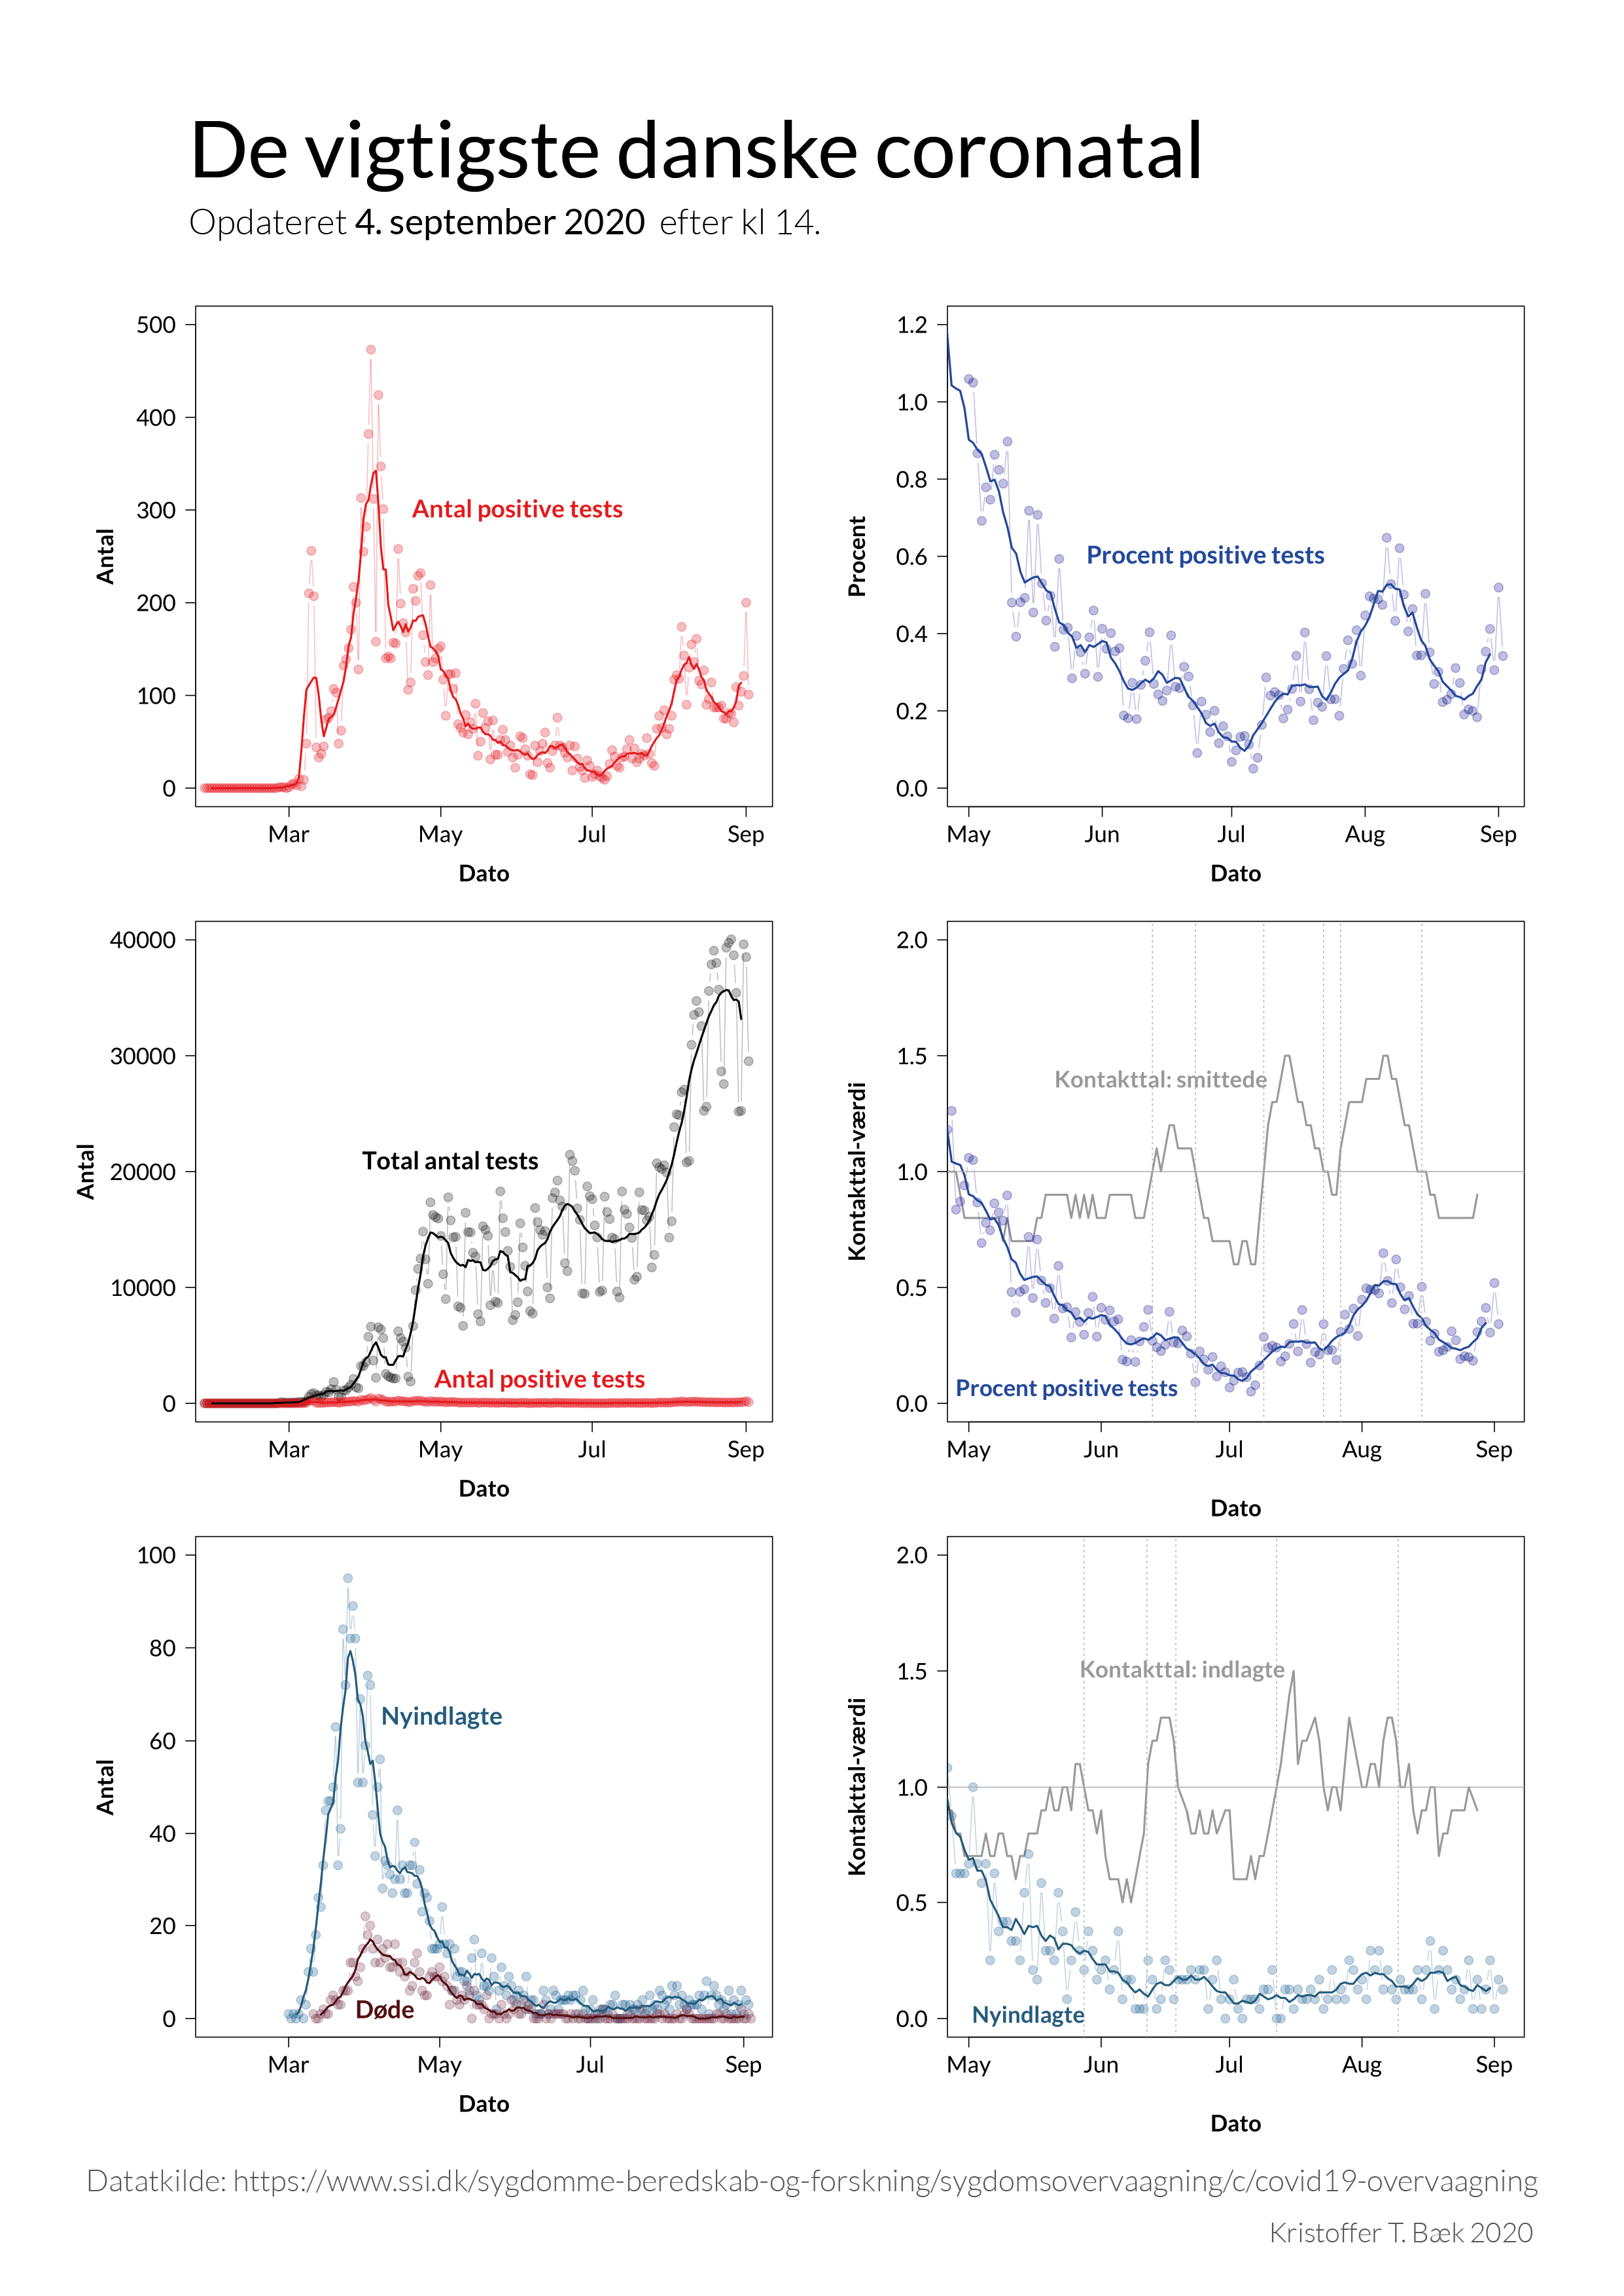 De vigtigste danske coronatal
Opdateret 4. september 2020 efter kl 14.
500
400
300
200
100
0
Antal
Antal positive tests
Mar May Jul Sep
Dato
1.2
1.0
0.8
0.6
0.4
0.2
0.0
Procent
Procent positive tests
May Jun Jul Aug Sep
Dato
40000
30000
20000
10000
0
Antal
Total antal tests
Antal positive tests
Mar May Jul Sep
Dato
2.0
1.5
1.0
0.5
0.0
Kontakttal-værdi
Kontakttal: smittede
Procent positive tests
May Jun Jul Aug Sep
Dato
100
80
60
40
20
0
Antal
Nyindlagte
Døde
Mar May Jul Sep
Dato
2.0
1.5
1.0
0.5
0.0
Kontakttal-værdi
Kontakttal: indlagte
Nyindlagte
May Jun Jul Aug Sep
Dato
Datatkilde: https://www.ssi.dk/sygdomme-beredskab-og-forskning/sygdomsovervaagning/c/covid19-overvaagning
Kristoffer T. Bæk 2020